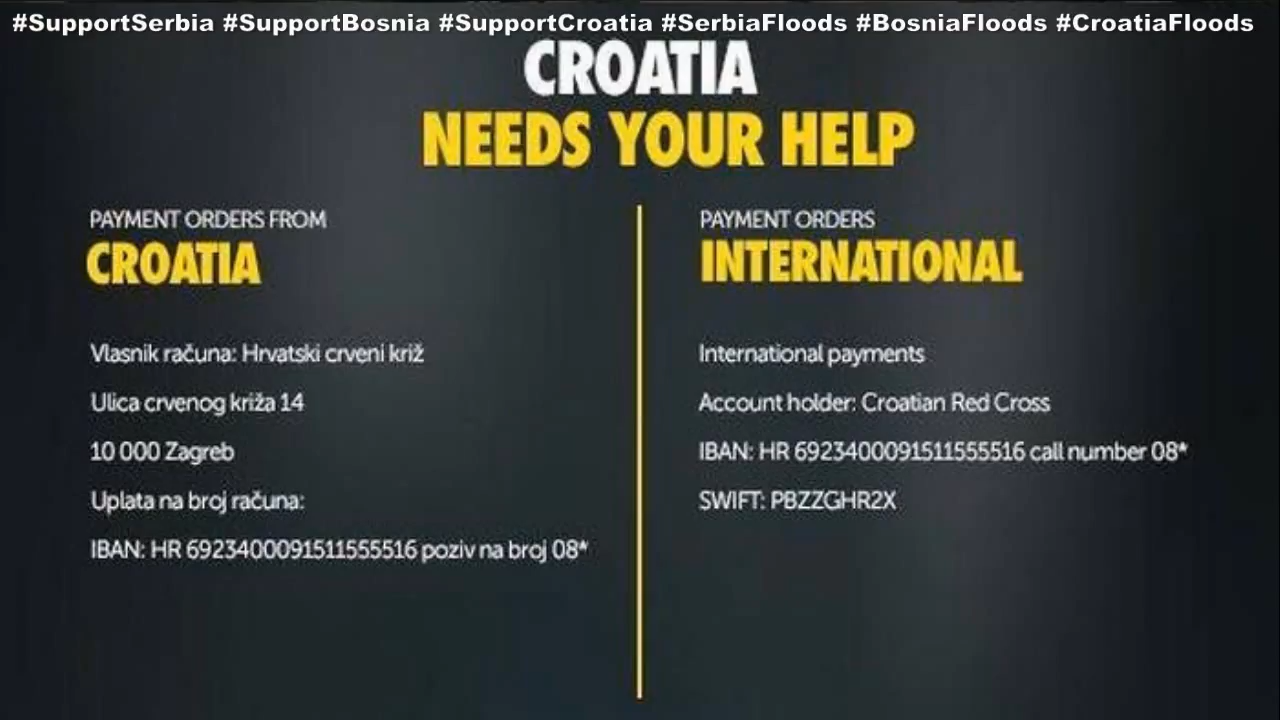 #SupportSerbia #SupportBosnia #SupportCroatia #SerbiaFloods #BosniaFloods #CroatiaFloods
CROATIA
NEEDS YOUR HELP
PAYMENT ORDERS FROM
CROATIA
Vlasnik računa: Hrvatski crveni križ
Ulica crvenog križa 14
10 000 Zagreb
Uplata na broj računa:
IBAN: HR 6923400091511555516 poziv na broj 08*
PAYMENT ORDERS
INTERNATIONAL
International payments
Account holder: Croatian Red Cross
IBAN: HR 6923400091511555516 call number 08*
SWIFT: PBZZGHR2X